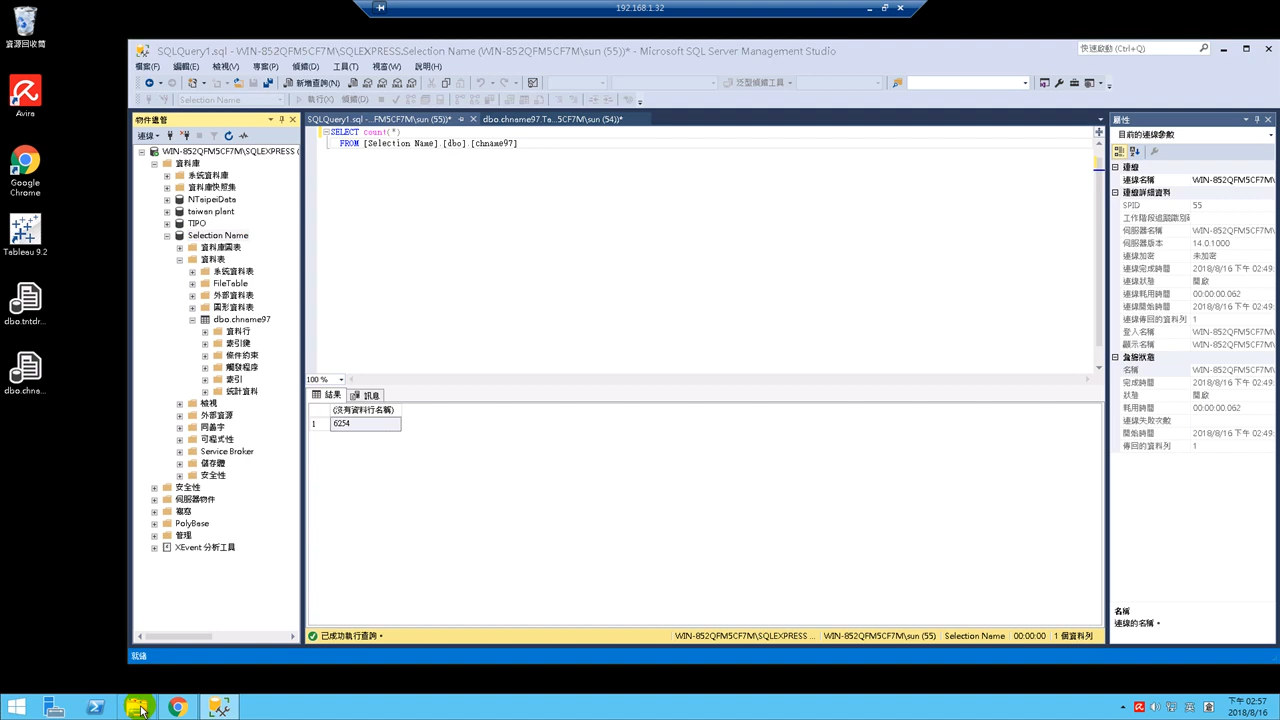 192.168.1.32
資源回收筒
Avira
Google Chrome
Tableau 9.2
dbo.tntdr...
dbo.chna...
SQLQuery1.sql - WIN-852QFM5CF7M\SQLEXPRESS.Selection Name (WIN-852QFM5CF7M\sun (55))* - Microsoft SQL Server Management Studio
快速啟動 (Ctrl+Q)
檔案(F) 編輯(E) 檢視(V) 專案(P) 偵錯(D) 工具(T) 視窗(W) 說明(H)
新增查詢(N) 泛型偵錯工具
Selection Name 執行(X) 偵錯(D)
物件總管
連線
WIN-852QFM5CF7M\SQLEXPRESS (
資料庫
系統資料庫
資料庫快照集
NTaipeiData
taiwan plant
TIPO
Selection Name
資料庫圖表
資料表
系統資料表
FileTable
外部資料表
圖形資料表
dbo.chname97
資料行
索引鍵
條件約束
觸發程序
索引
統計資料
檢視
外部資源
同義字
可程式性
Service Broker
儲存體
安全性
安全性
伺服器物件
複寫
PolyBase
管理
XEvent 分析工具
SQLQuery1.sql -...FM5CF7M\sun (55))* dbo.chname97.Ta...5CF7M\sun (54))*
SELECT count(*)
FROM [Selection Name].[dbo].[chname97]
100 %
結果 訊息
(沒有資料行名稱)
1 6254
已成功執行查詢。
WIN-852QFM5CF7M\SQLEXPRESS ... WIN-852QFM5CF7M\sun (55) Selection Name 00:00:00 1 個資料列
屬性
目前的連線參數
連線
連線名稱 WIN-852QFM5CF7M\
連線詳細資料
SPID 55
工作階段追蹤識別
伺服器名稱 WIN-852QFM5CF7M\
伺服器版本 14.0.1000
連線加密 未加密
連線完成時間 2018/8/16 下午 02:49
連線狀態 開啟
連線耗用時間 00:00:00.062
連線開始時間 2018/8/16 下午 02:49
連線傳回的資料列 1
登入名稱 WIN-852QFM5CF7M\
顯示名稱 WIN-852QFM5CF7M\
彙總狀態
名稱 WIN-852QFM5CF7M\
完成時間 2018/8/16 下午 02:49
狀態 開啟
耗用時間 00:00:00.062
連線失敗次數
開始時間 2018/8/16 下午 02:49
傳回的資料列 1
名稱
連線的名稱。
就緒
下午 02:57
2018/8/16